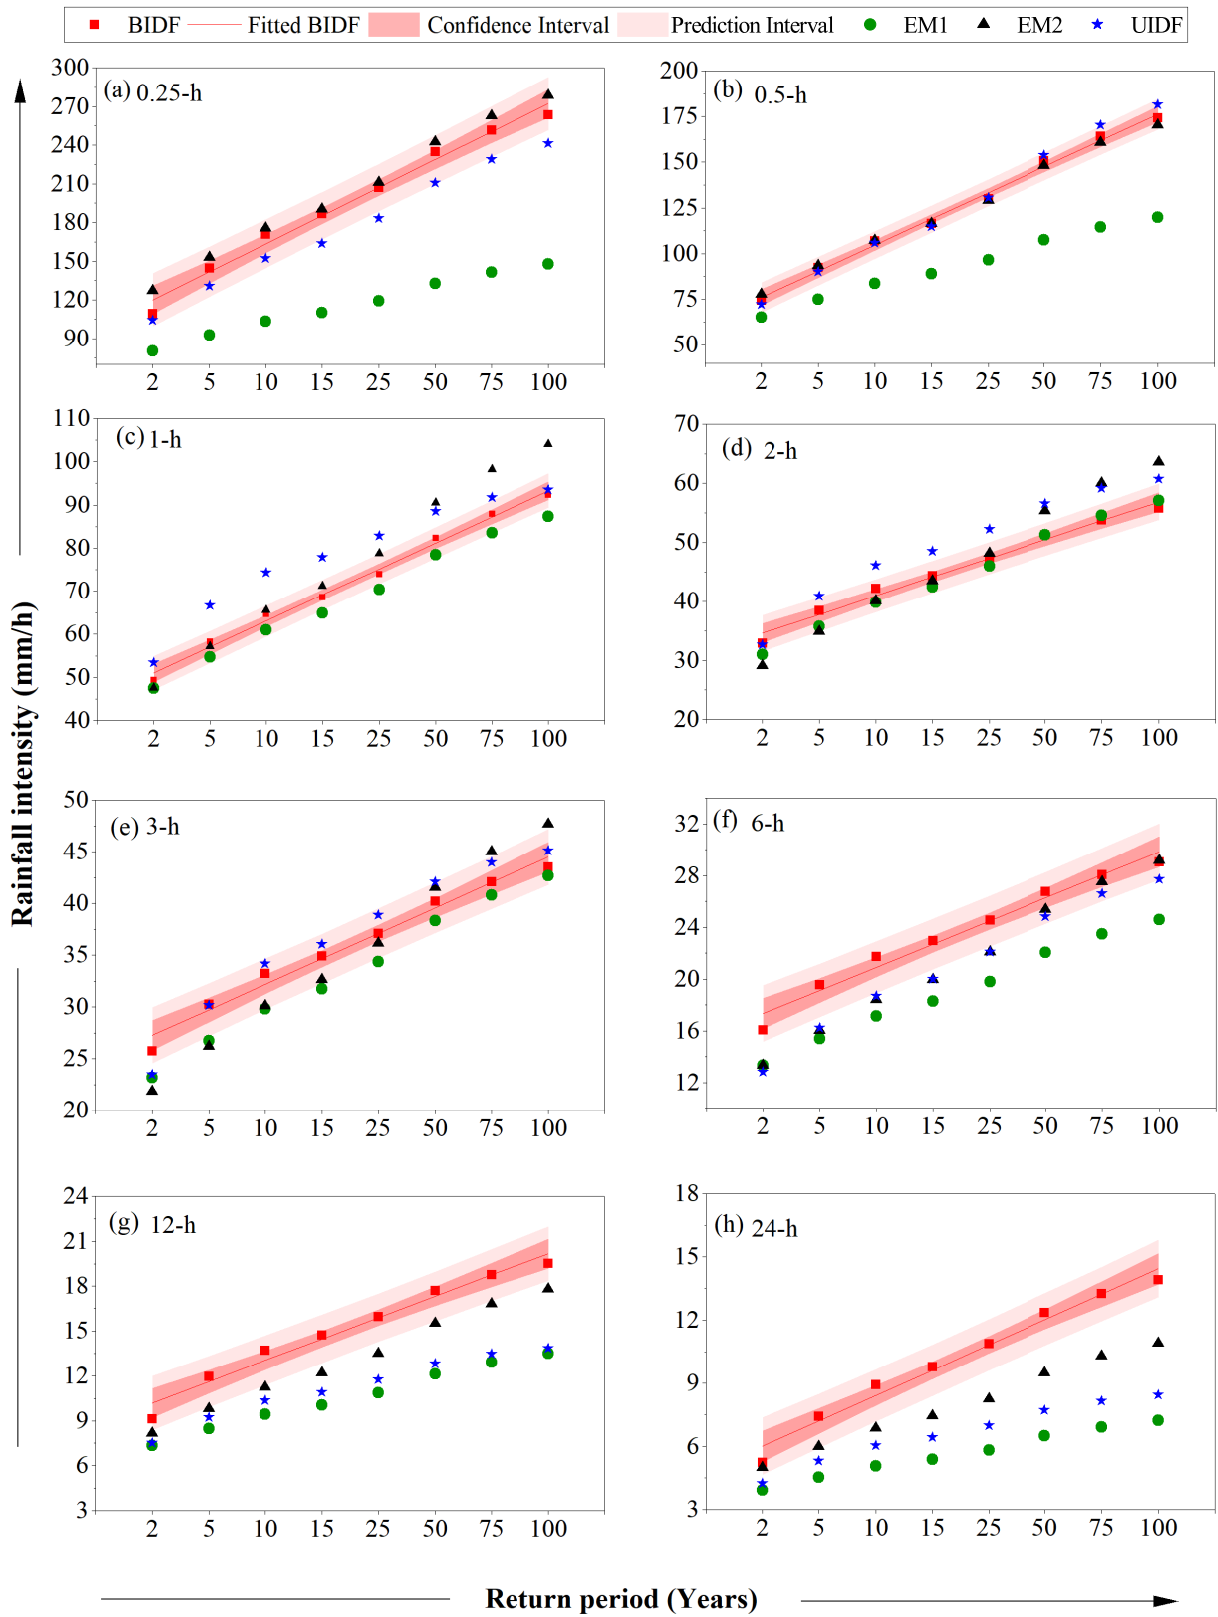 BIDF Fitted BIDF Confidence Interval Prediction Interval EM1 EM2 UIDF
Rainfall intensity (mm/h)
(a) 0.25-h
300
270
240
210
180
150
120
90
2 5 10 15 25 50 75 100
(b) 0.5-h
200
175
150
125
100
75
50
2 5 10 15 25 50 75 100
(c) 1-h
110
100
90
80
70
60
50
40
2 5 10 15 25 50 75 100
(d) 2-h
70
60
50
40
30
20
2 5 10 15 25 50 75 100
(e) 3-h
50
45
40
35
30
25
20
2 5 10 15 25 50 75 100
(f) 6-h
32
28
24
20
16
12
2 5 10 15 25 50 75 100
(g) 12-h
24
21
18
15
12
9
6
3
2 5 10 15 25 50 75 100
(h) 24-h
18
15
12
9
6
3
2 5 10 15 25 50 75 100
Return period (Years)